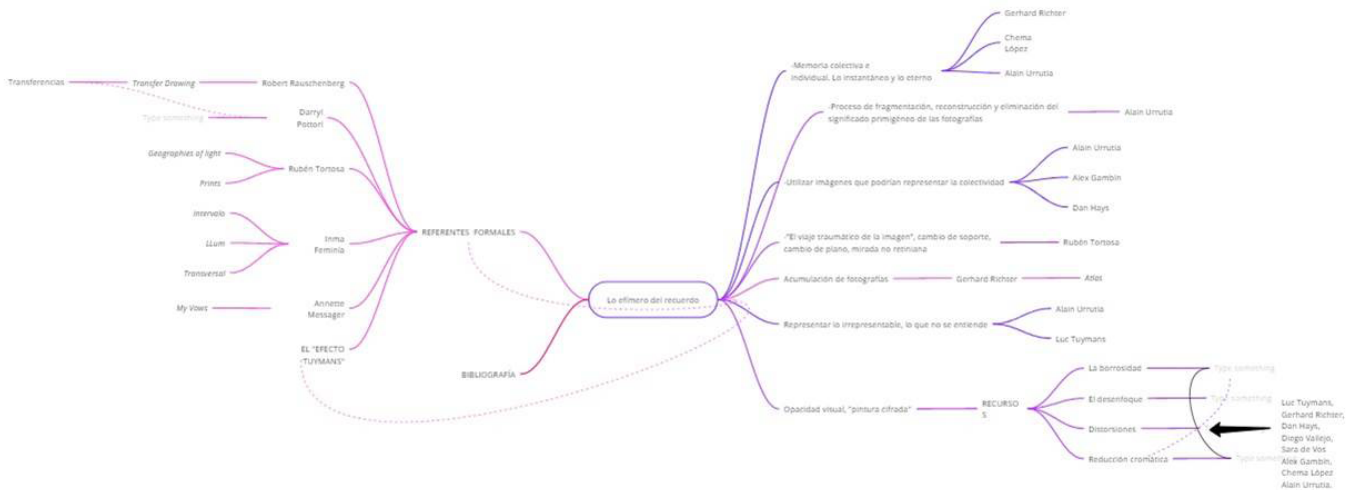 Transferencias
Transfer Drawing
Robert Rauschenberg
Type something
Darryl
Pottorf
Geographies of light
Prints
Rubén Tortosa
Intervalo
LLum
Transversal
Inma
Feminía
My Vows
Annette
Messager
EL "EFECTO
TUYMANS"
REFERENTES FORMALES
BIBLIOGRAFÍA
Lo efímero del recuerdo
-Memoria colectiva e
individual. Lo instantáneo y lo eterno
Gerhard Richter
Chema
López
Alain Urrutia
-Proceso de fragmentación, reconstrucción y eliminación del
significado primigéneo de las fotografías
Alain Urrutia
-Utilizar imágenes que podrían representar la colectividad
Alain Urrutia
Alex Gambín
Dan Hays
-"El viaje traumático de la imagen", cambio de soporte,
cambio de plano, mirada no retiniana
Rubén Tortosa
Acumulación de fotografías
Gerhard Richter
Atlas
Representar lo irrepresentable, lo que no se entiende
Alain Urrutia
Luc Tuymans
Opacidad visual, "pintura cifrada"
RECURSO
S
La borrosidad
Type something
El desenfoque
Type something
Distorsiones
Reducción cromática
Type something
Luc Tuymans,
Gerhard Richter,
Dan Hays,
Diego Vallejo,
Sara de Vos
Alex Gambín,
Chema López
Alain Urrutia,